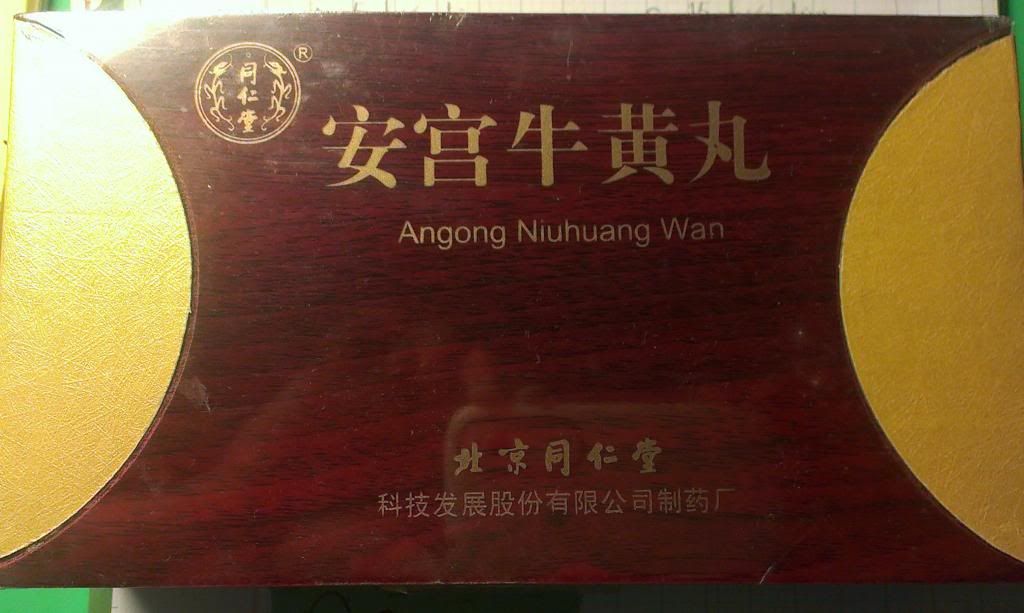 同仁堂
®
安宫牛黄丸
Angong Niuhuang Wan
北京同仁堂
科技发展股份有限公司制药厂